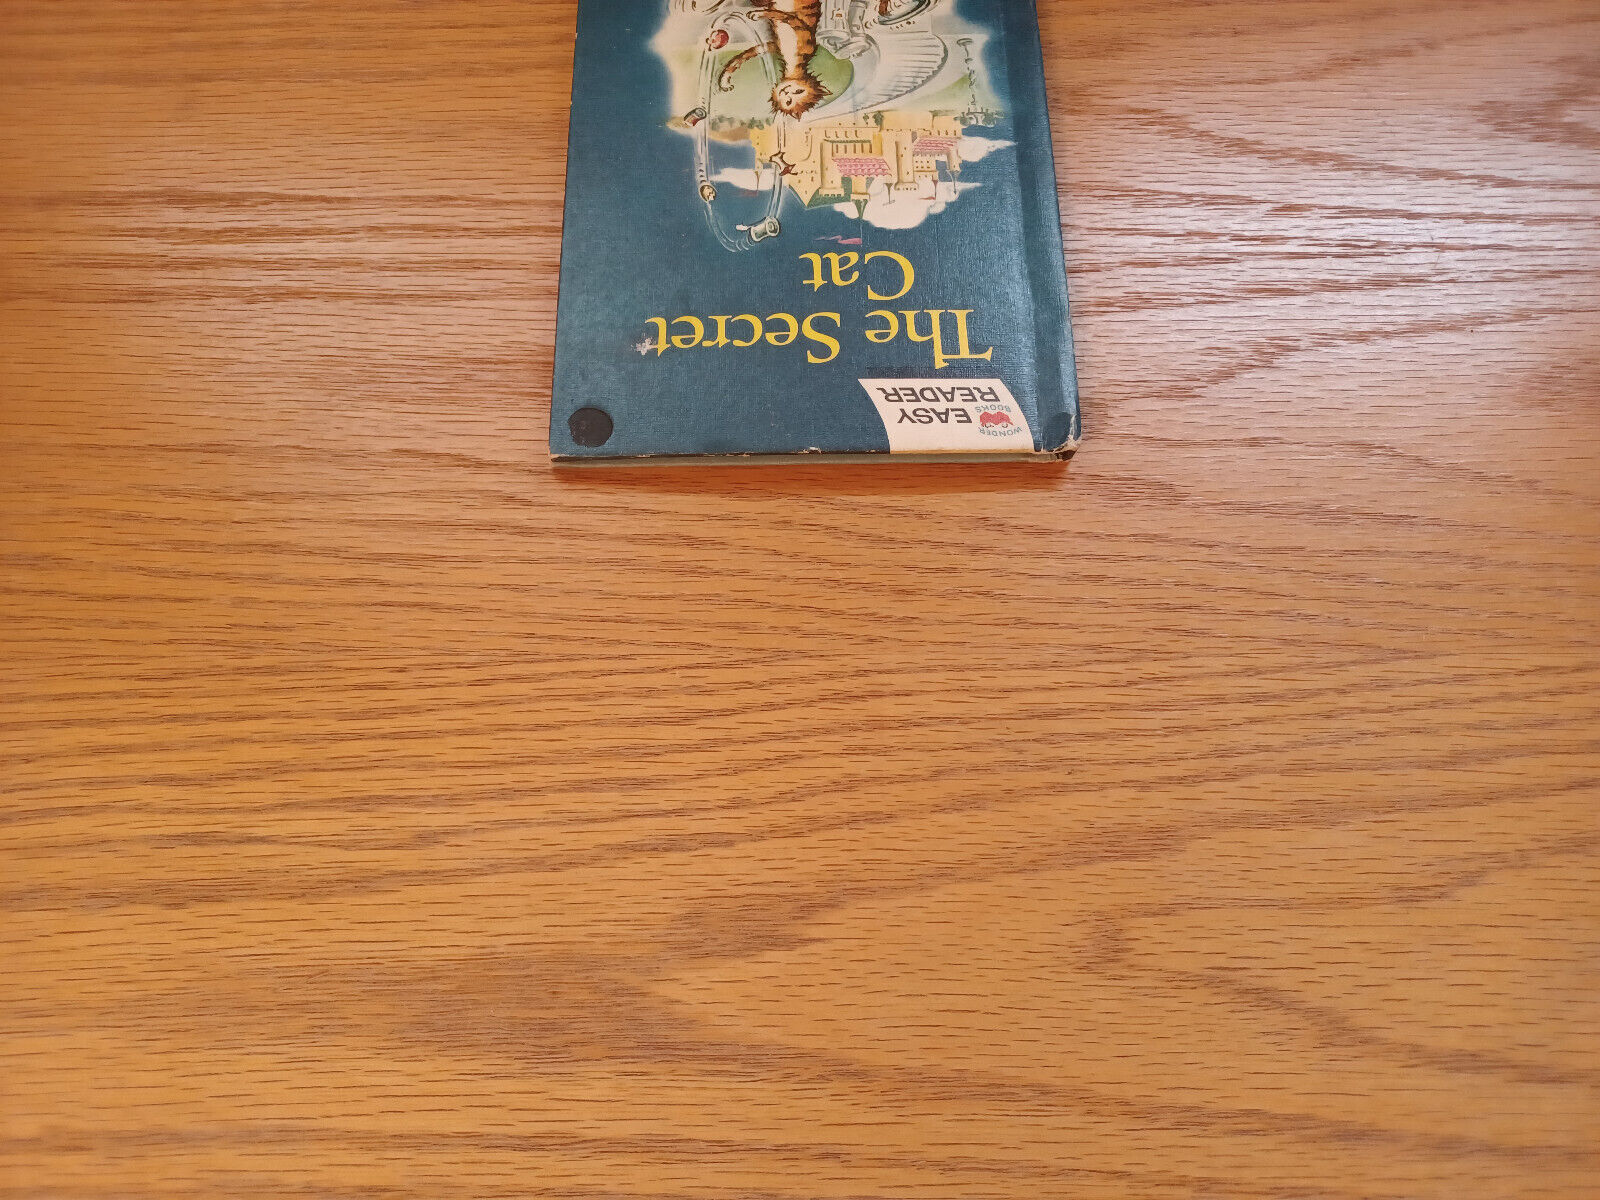 WONDER
BOOKS
EASY
READER
The Secret
Cat